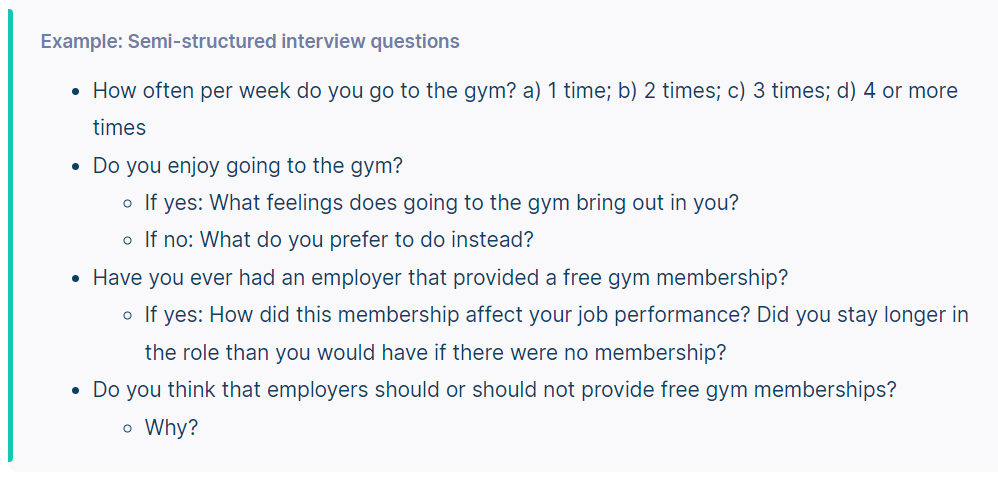 Example: Semi-structured interview questions
• How often per week do you go to the gym? a) 1 time; b) 2 times; c) 3 times; d) 4 or more
times
• Do you enjoy going to the gym?
◦ If yes: What feelings does going to the gym bring out in you?
◦ If no: What do you prefer to do instead?
• Have you ever had an employer that provided a free gym membership?
◦ If yes: How did this membership affect your job performance? Did you stay longer in
the role than you would have if there were no membership?
• Do you think that employers should or should not provide free gym memberships?
◦ Why?